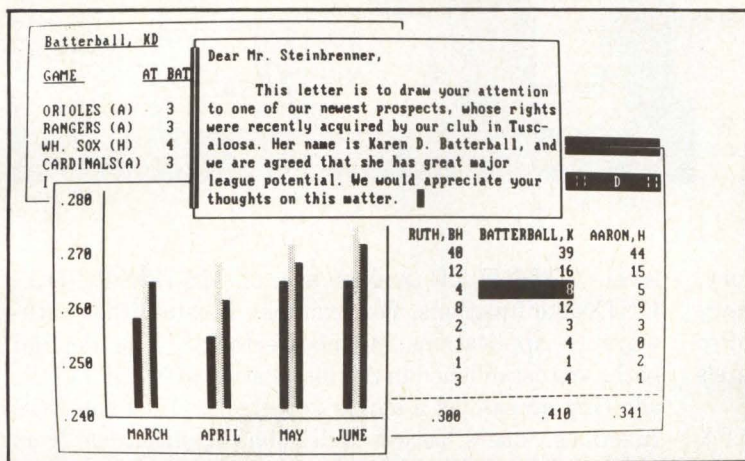 Batterball, KD
GAME AT BAT
ORIOLES (A) 3
RANGERS (A) 3
WH. SOX (H) 4
CARDINALS(A) 3
Dear Mr. Steinbrenner,
This letter is to draw your attention
to one of our newest prospects, whose rights
were recently acquired by our club in Tusc-
aloosa. Her name is Karen D. Batterball, and
we are agreed that she has great major
league potential. We would appreciate your
thoughts on this matter.
D
.280
.270
.260
.250
.240
MARCH APRIL MAY JUNE
RUTH,BH BATTERBALL,K AARON,H
40 39 44
12 16 15
4 8 5
8 12 9
2 3 3
1 4 0
1 1 2
3 4 1
.300 .410 .341